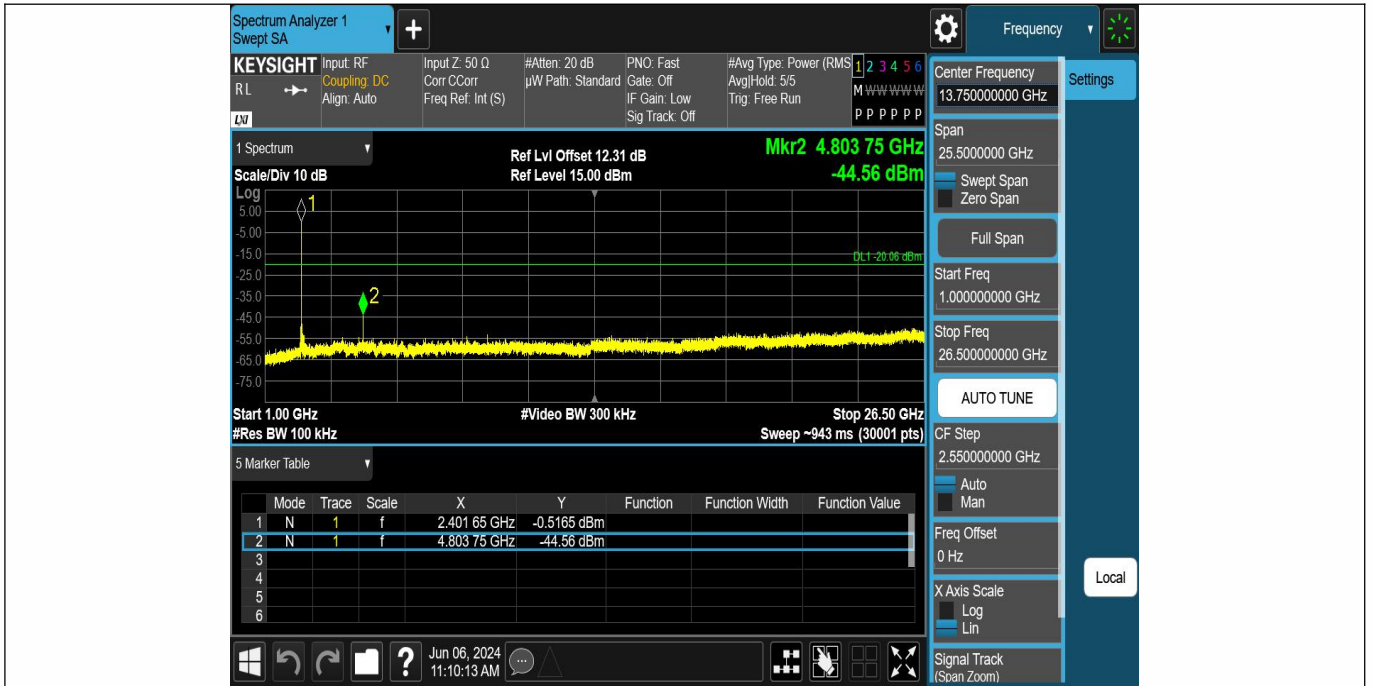 Spectrum Analyzer 1
Swept SA
+
Frequency
KEYSIGHT
RL
LXI
Input: RF
Coupling: DC
Align: Auto
Input Z: 50 Ω
Corr CCorr
Freq Ref: Int (S)
#Atten: 20 dB
µW Path: Standard
PNO: Fast
Gate: Off
IF Gain: Low
Sig Track: Off
#Avg Type: Power (RMS
Avg|Hold: 5/5
Trig: Free Run
1 2 3 4 5 6
M W W W W W
P P P P P P
1 Spectrum
Scale/Div 10 dB
Ref Lvl Offset 12.31 dB
Ref Level 15.00 dBm
Mkr2 4.803 75 GHz
-44.56 dBm
Log
5.00
-5.00
-15.0
-25.0
-35.0
-45.0
-55.0
-65.0
-75.0
1
2
DL1 -20.06 dBm
Start 1.00 GHz
#Video BW 300 kHz
Stop 26.50 GHz
#Res BW 100 kHz
Sweep ~943 ms (30001 pts)
5 Marker Table
Mode Trace Scale X Y Function Function Width Function Value
1 N 1 f 2.401 65 GHz -0.5165 dBm
2 N 1 f 4.803 75 GHz -44.56 dBm
3
4
5
6
Center Frequency
13.750000000 GHz
Settings
Span
25.5000000 GHz
Swept Span
Zero Span
Full Span
Start Freq
1.000000000 GHz
Stop Freq
26.500000000 GHz
AUTO TUNE
CF Step
2.550000000 GHz
Auto
Man
Freq Offset
0 Hz
X Axis Scale
Log
Lin
Signal Track
(Span Zoom)
Local
?
Jun 06, 2024
11:10:13 AM